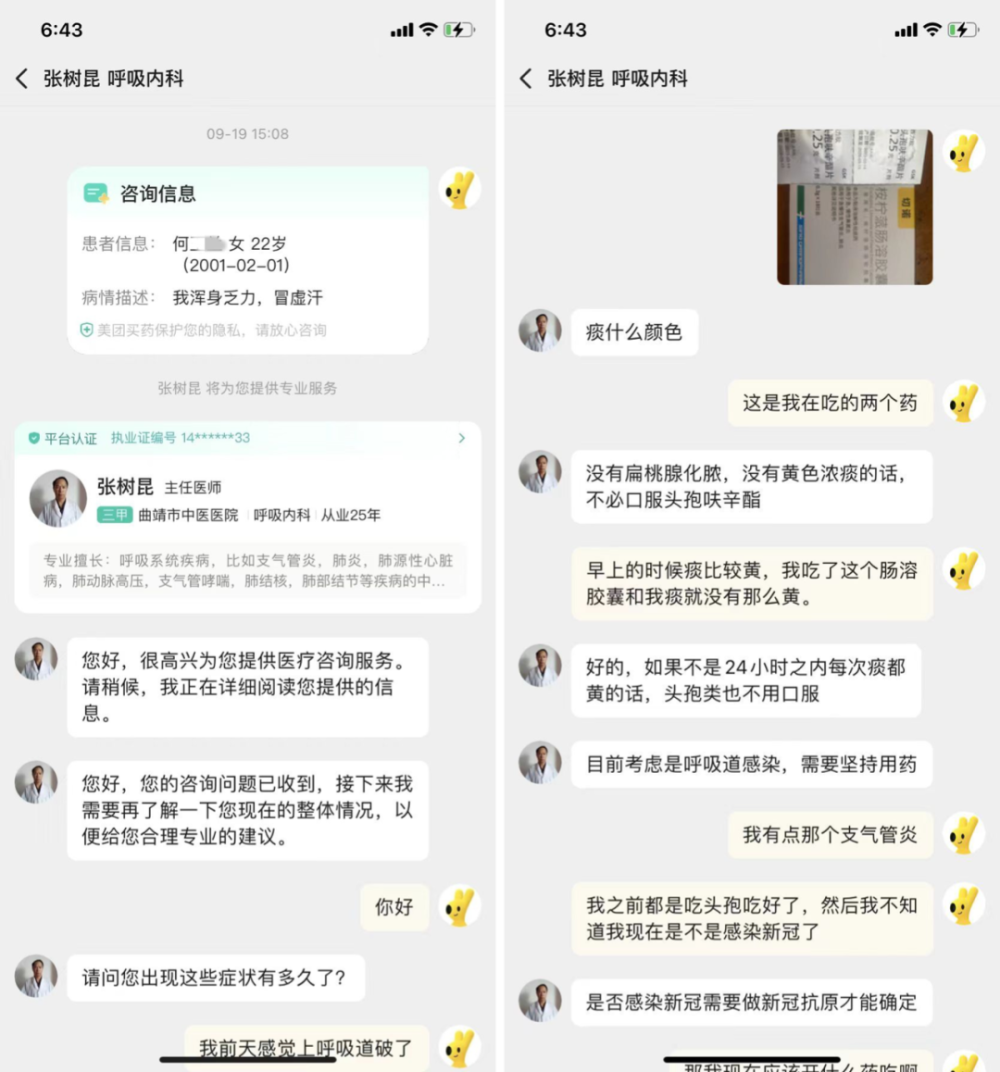 6:43
张树昆 呼吸内科
09-19 15:08
咨询信息
患者信息： 何 女 22岁
（2001-02-01）
病情描述： 我浑身乏力，冒虚汗
美团买药保护您的隐私，请放心咨询
张树昆 将为您提供专业服务
平台认证 执业证编号 14******33
张树昆 主任医师
三甲 曲靖市中医医院 呼吸内科 从业25年
专业擅长：呼吸系统疾病，比如支气管炎，肺炎，肺源性心脏
病，肺动脉高压，支气管哮喘，肺结核，肺部结节等疾病的中...
您好，很高兴为您提供医疗咨询服务。
请稍候，我正在详细阅读您提供的信
息。
您好，您的咨询问题已收到，接下来我
需要再了解一下您现在的整体情况，以
便给您合理专业的建议。
你好
请问您出现这些症状有多久了？
我前天感觉上呼吸道破了
6:43
张树昆 呼吸内科
0.25
桉柠蒎肠溶胶囊
痰什么颜色
这是我在吃的两个药
没有扁桃腺化脓，没有黄色浓痰的话，
不必口服头孢呋辛酯
早上的时候痰比较黄，我吃了这个肠溶
胶囊和我痰就没有那么黄。
好的，如果不是24小时之内每次痰都
黄的话，头孢类也不用口服
目前考虑是呼吸道感染，需要坚持用药
我有点那个支气管炎
我之前都是吃头孢吃好了，然后我不知
道我现在是不是感染新冠了
是否感染新冠需要做新冠抗原才能确定
那我现在应该开什么药吃啊